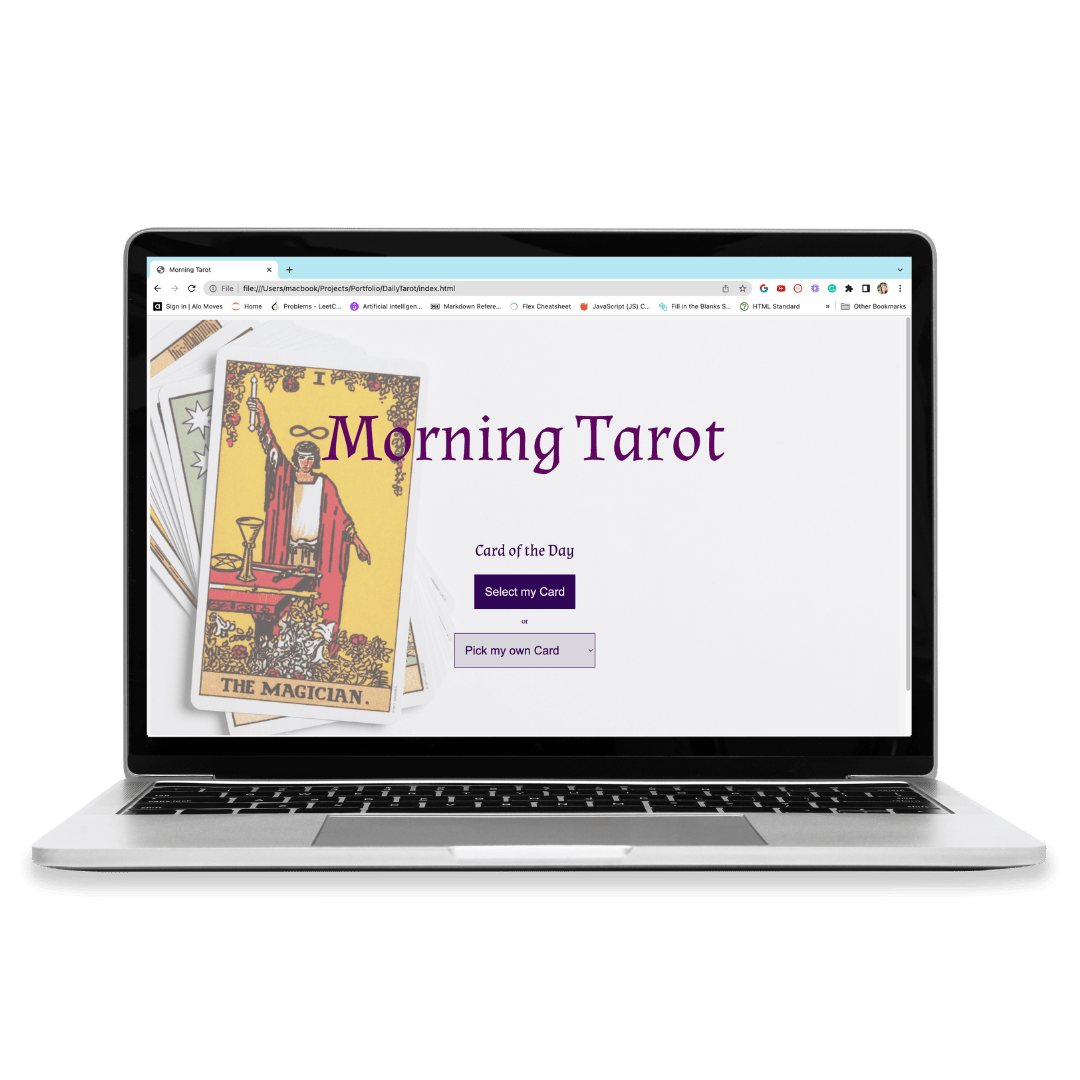 Morning Tarot
File file:///Users/macbook/Projects/Portfolio/DailyTarot/index.html
Sign In | Alo Moves Home Problems - LeetC... Artificial Intelligen... Markdown Refere... Flex Cheatsheet JavaScript (JS) C... Fill in the Blanks S... HTML Standard » Other Bookmarks
I
Morning Tarot
Card of the Day
Select my Card
or
Pick my own Card
THE MAGICIAN.